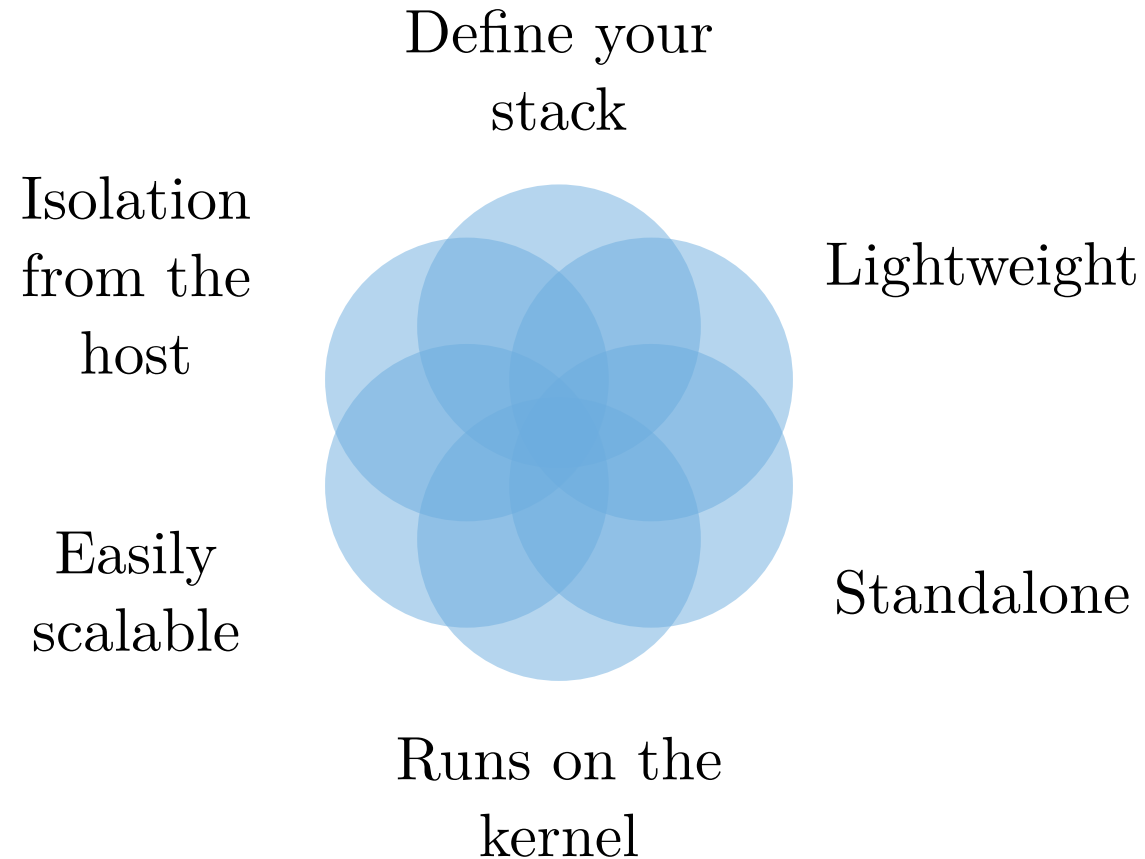 Define your
stack
Isolation
from the
host
Lightweight
Easily
scalable
Standalone
Runs on the
kernel